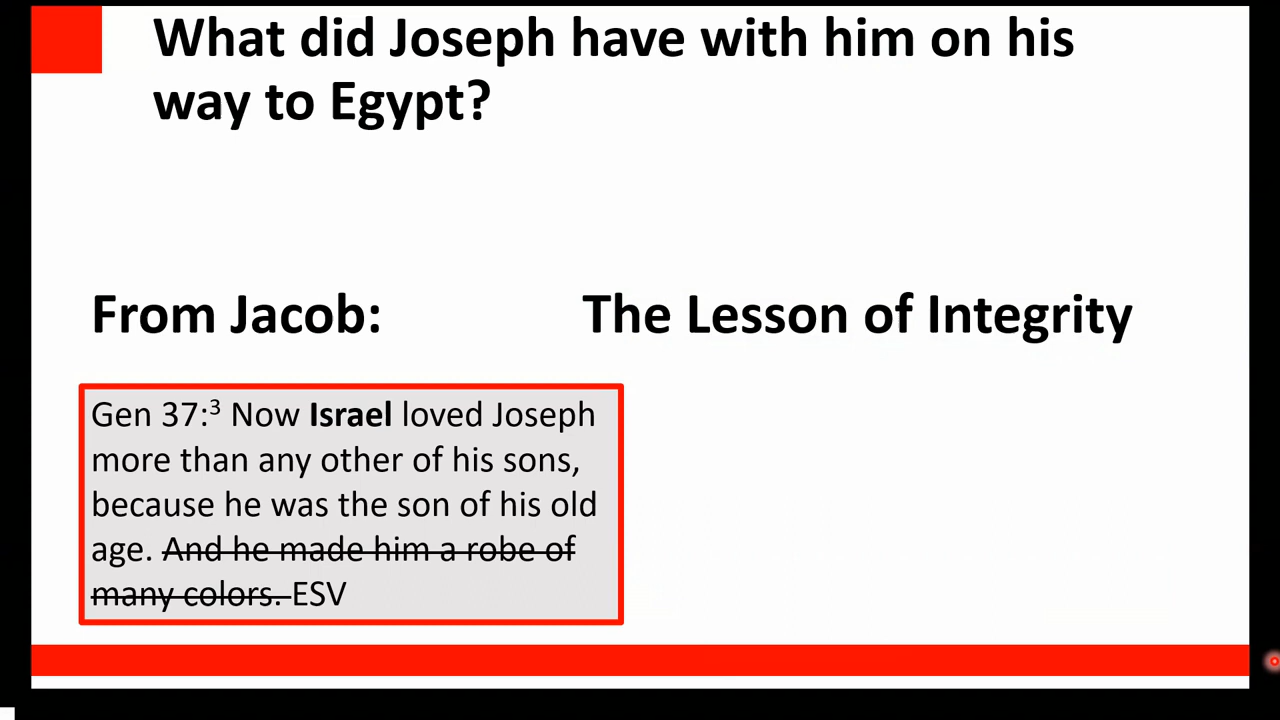 What did Joseph have with him on his
way to Egypt?
From Jacob:
The Lesson of Integrity
Gen 37:³ Now Israel loved Joseph
more than any other of his sons,
because he was the son of his old
age. And he made him a robe of
many colors. ESV